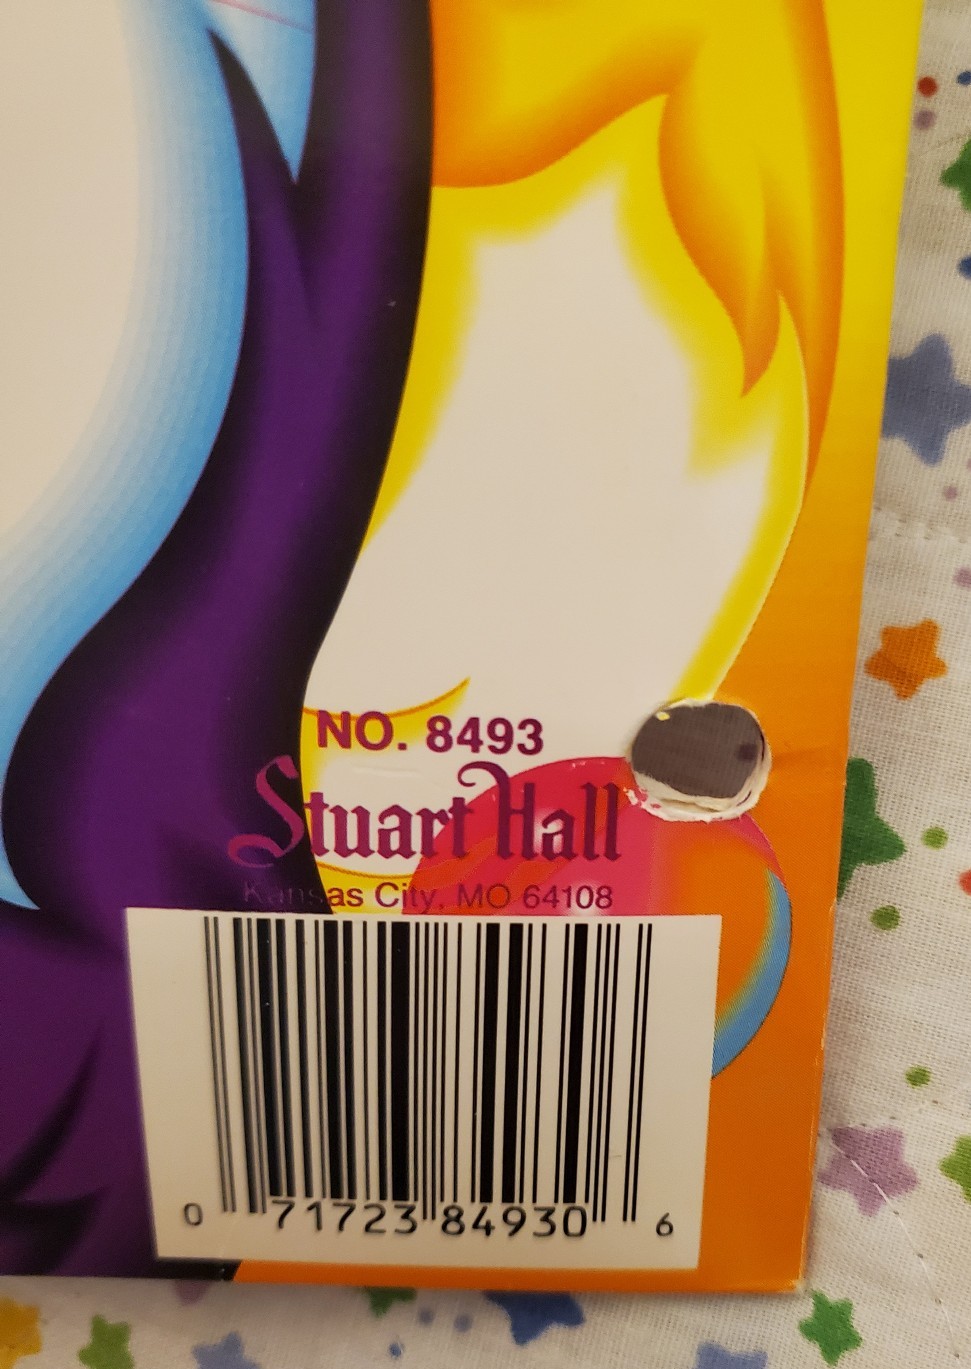 NO. 8493
Stuart Hall
Kansas City, MO 64108
0 71723 84930 6